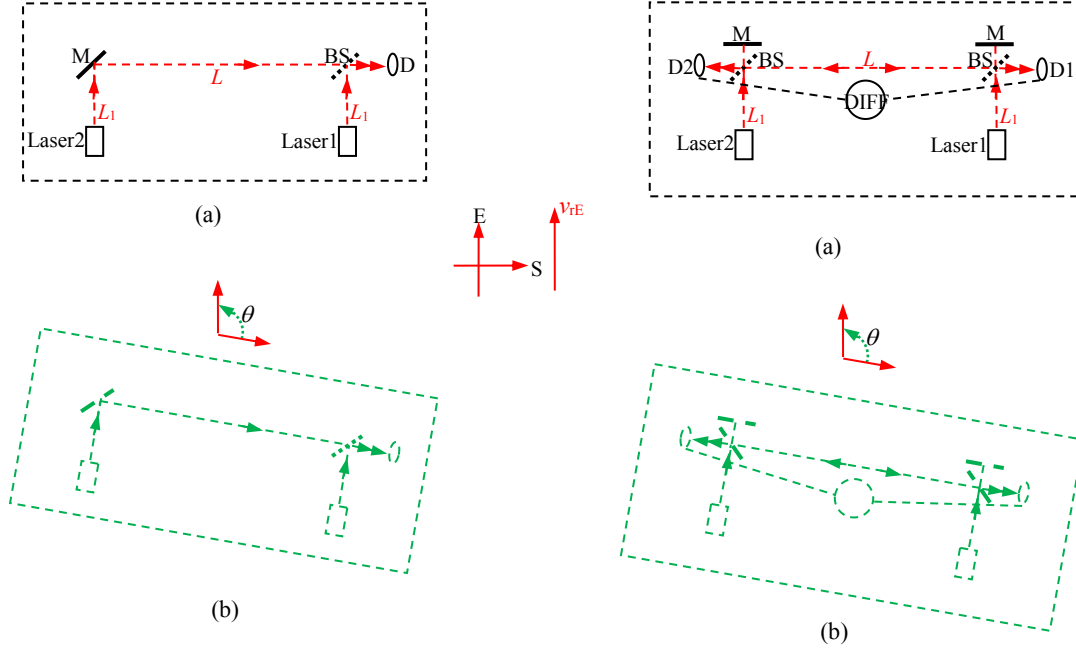 M
L
BS
D
L1
L1
Laser2
Laser1
(a)
M
M
D2
BS
L
BS
D1
DIFF
L1
L1
Laser2
Laser1
(a)
E
vrE
S
θ
(b)
θ
(b)